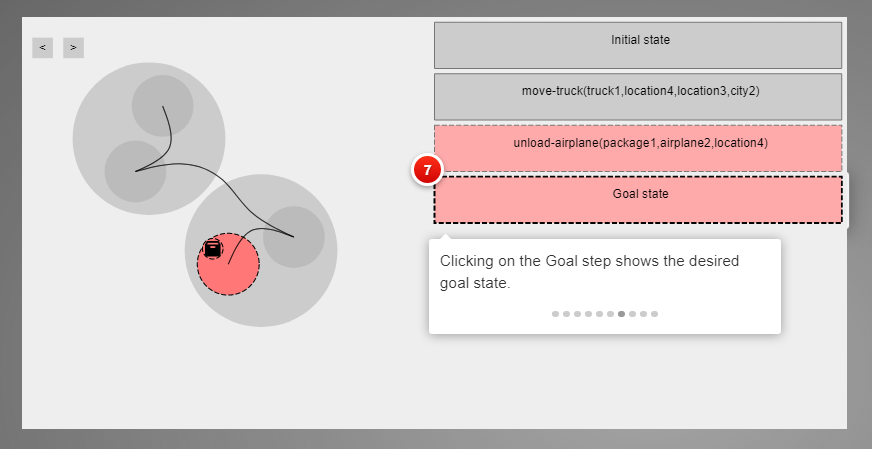 < >
Initial state
move-truck(truck1,location4,location3,city2)
unload-airplane(package1,airplane2,location4)
7
Goal state
Clicking on the Goal step shows the desired
goal state.